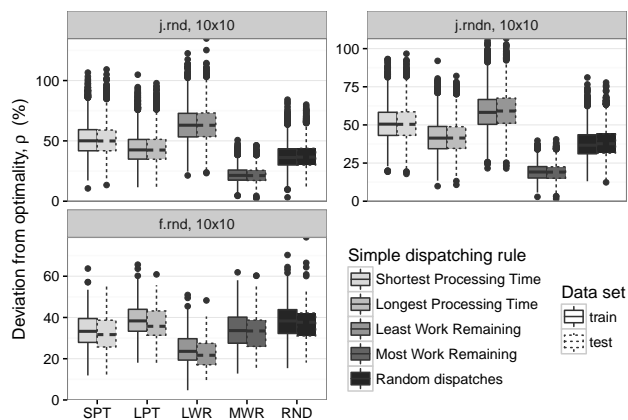 j.rnd, 10x10
j.rndn, 10x10
Deviation from optimality, ρ (%)
100
50
0
100
75
50
25
0
f.rnd, 10x10
60
40
20
0
SPT LPT LWR MWR RND
Simple dispatching rule
Shortest Processing Time
Longest Processing Time
Least Work Remaining
Most Work Remaining
Random dispatches
Data set
train
test